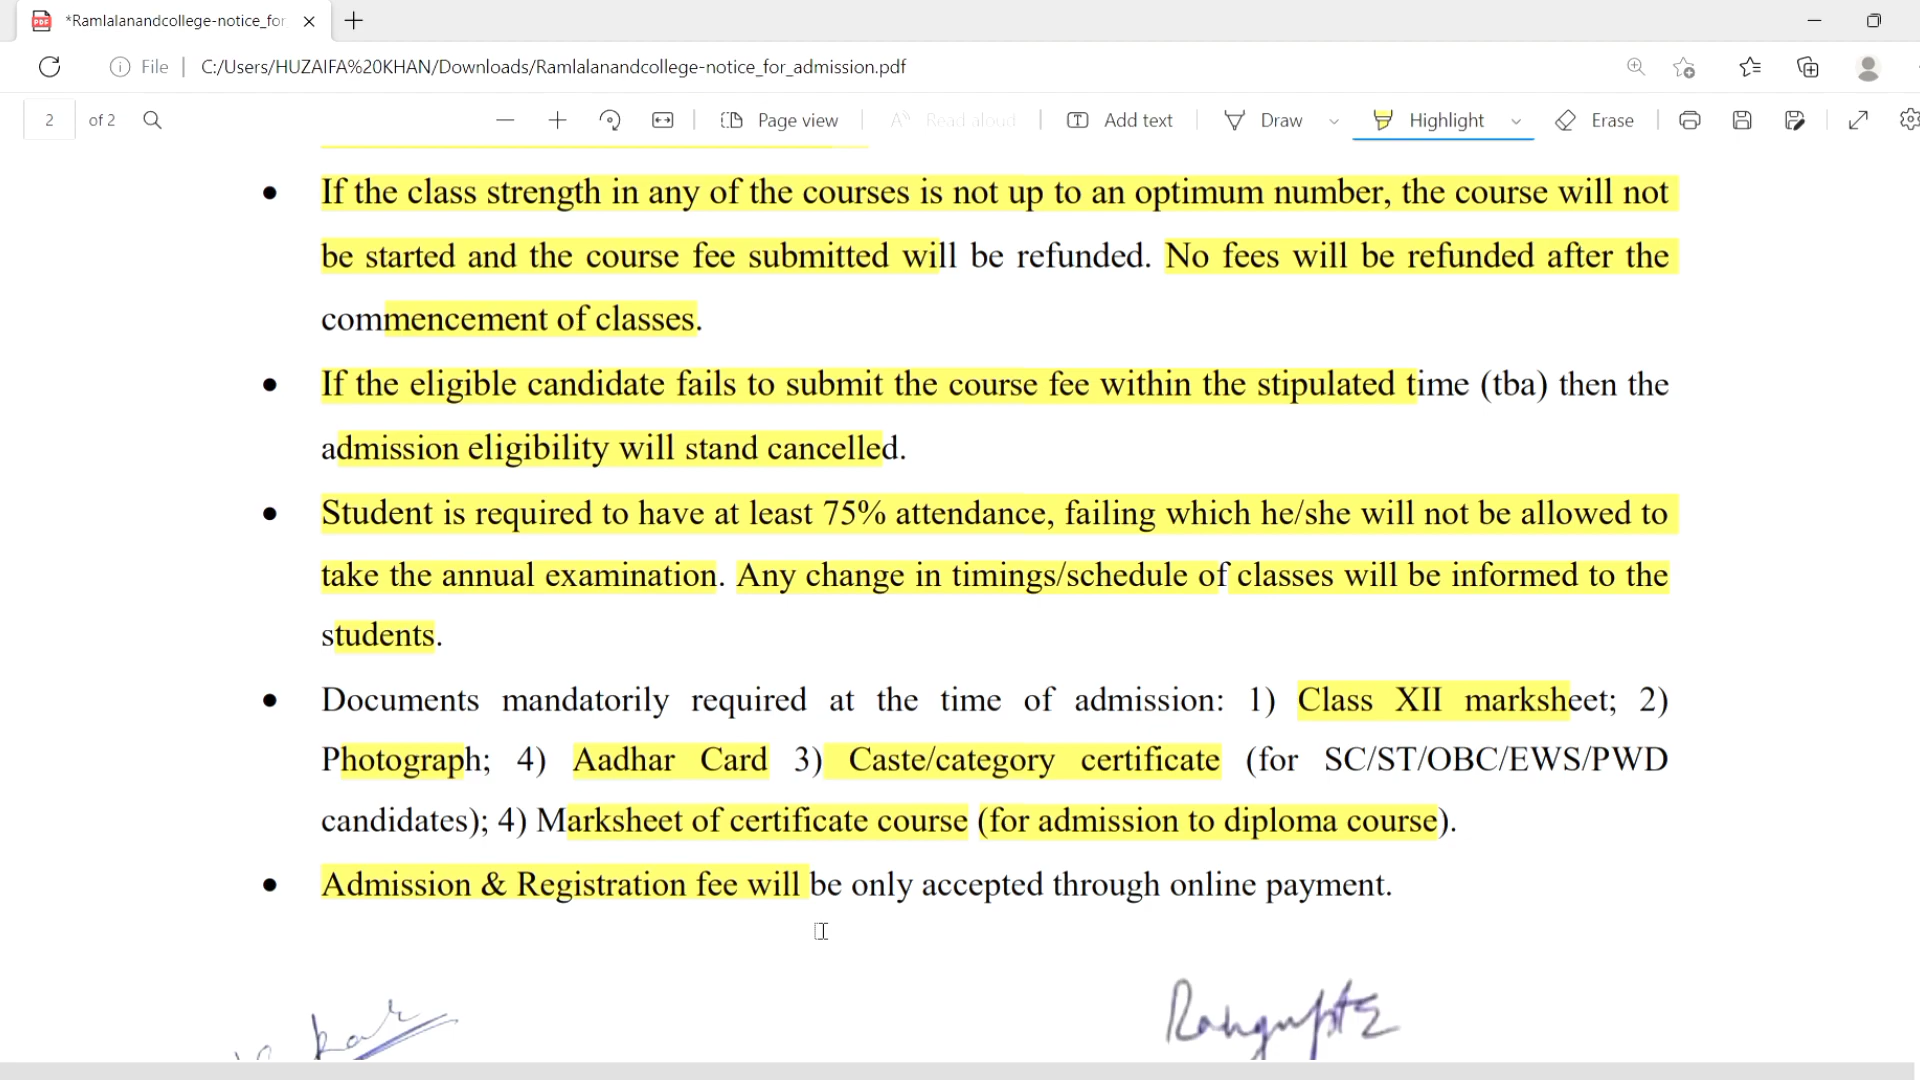 *Ramlalanandcollege-notice_for
File
C:/Users/HUZAIFA%20KHAN/Downloads/Ramlalanandcollege-notice_for_admission.pdf
2 of 2
Page view
Read aloud
Add text
Draw
Highlight
Erase
• If the class strength in any of the courses is not up to an optimum number, the course will not
be started and the course fee submitted will be refunded. No fees will be refunded after the
commencement of classes.
• If the eligible candidate fails to submit the course fee within the stipulated time (tba) then the
admission eligibility will stand cancelled.
• Student is required to have at least 75% attendance, failing which he/she will not be allowed to
take the annual examination. Any change in timings/schedule of classes will be informed to the
students.
• Documents mandatorily required at the time of admission: 1) Class XII marksheet; 2)
Photograph; 4) Aadhar Card 3) Caste/category certificate (for SC/ST/OBC/EWS/PWD
candidates); 4) Marksheet of certificate course (for admission to diploma course).
• Admission & Registration fee will be only accepted through online payment.